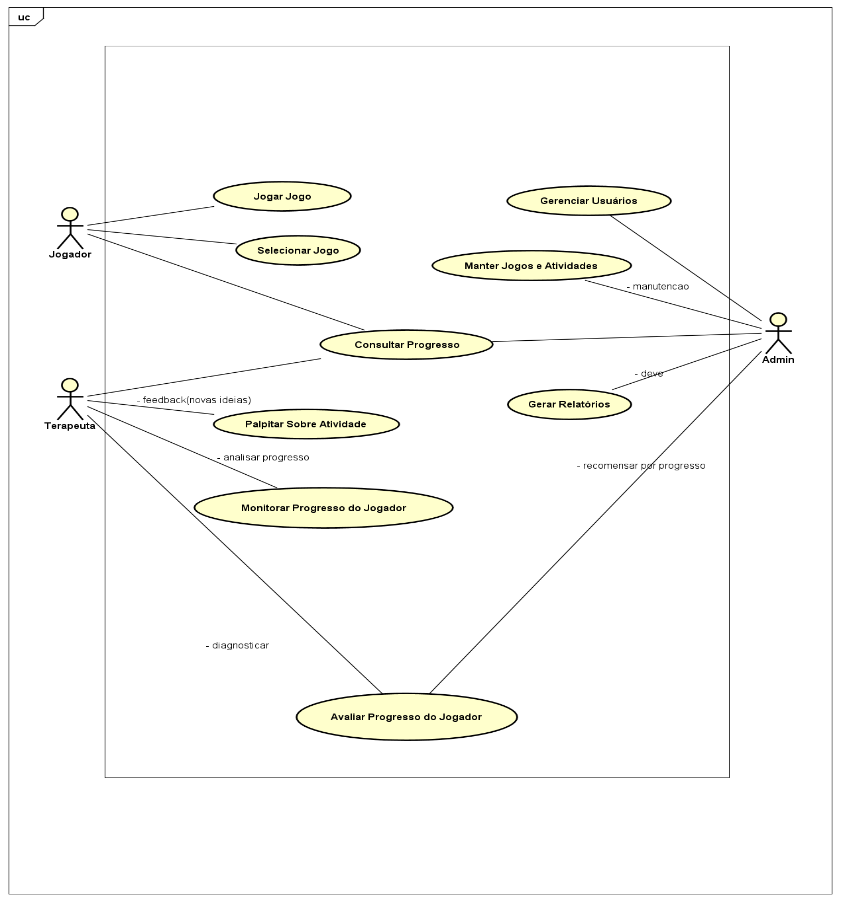 uc
Jogar Jogo
Gerenciar Usuários
Jogador
Selecionar Jogo
Manter Jogos e Atividades
- manutencao
Consultar Progresso
Admin
- deve
- feedback(novas ideias)
Gerar Relatórios
Terapeuta
Palpitar Sobre Atividade
- analisar progresso
- recomensar por progresso
Monitorar Progresso do Jogador
- diagnosticar
Avaliar Progresso do Jogador